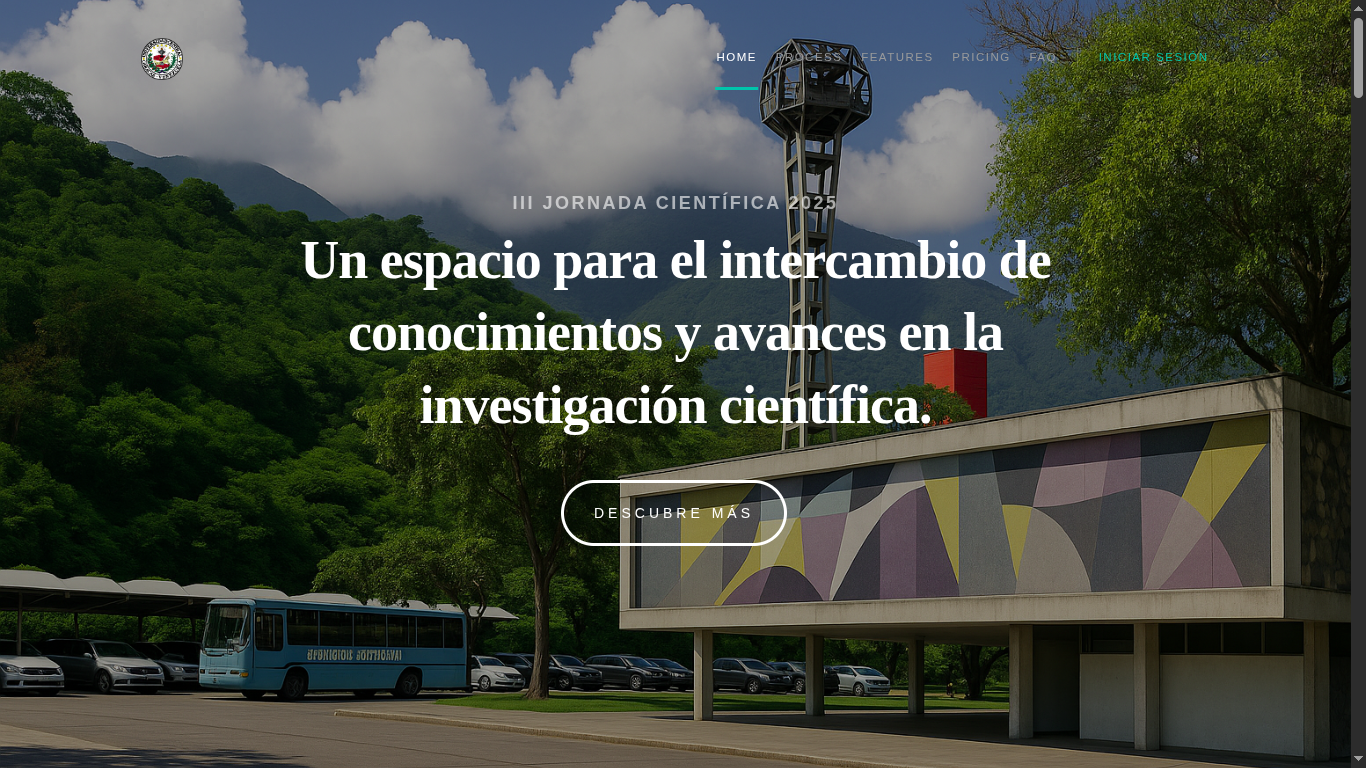 HOME PROCESS FEATURES PRICING FAQ INICIAR SESIÓN
III JORNADA CIENTÍFICA 2025
Un espacio para el intercambio de
conocimientos y avances en la
investigación científica.
DESCUBRE MÁS